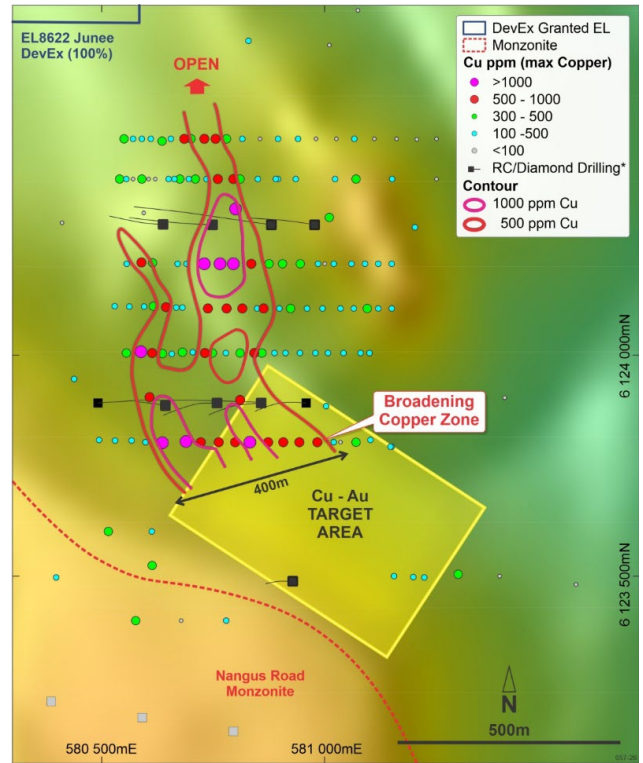 EL8622 Junee
DevEx (100%)
OPEN
DevEx Granted EL
Monzonite
Cu ppm (max Copper)
>1000
500 - 1000
300 - 500
100 -500
<100
RC/Diamond Drilling*
Contour
1000 ppm Cu
500 ppm Cu
6 124 000mN
Broadening
Copper Zone
400m
Cu - Au
TARGET
AREA
6 123 500mN
Nangus Road
Monzonite
N
500m
580 500mE
581 000mE